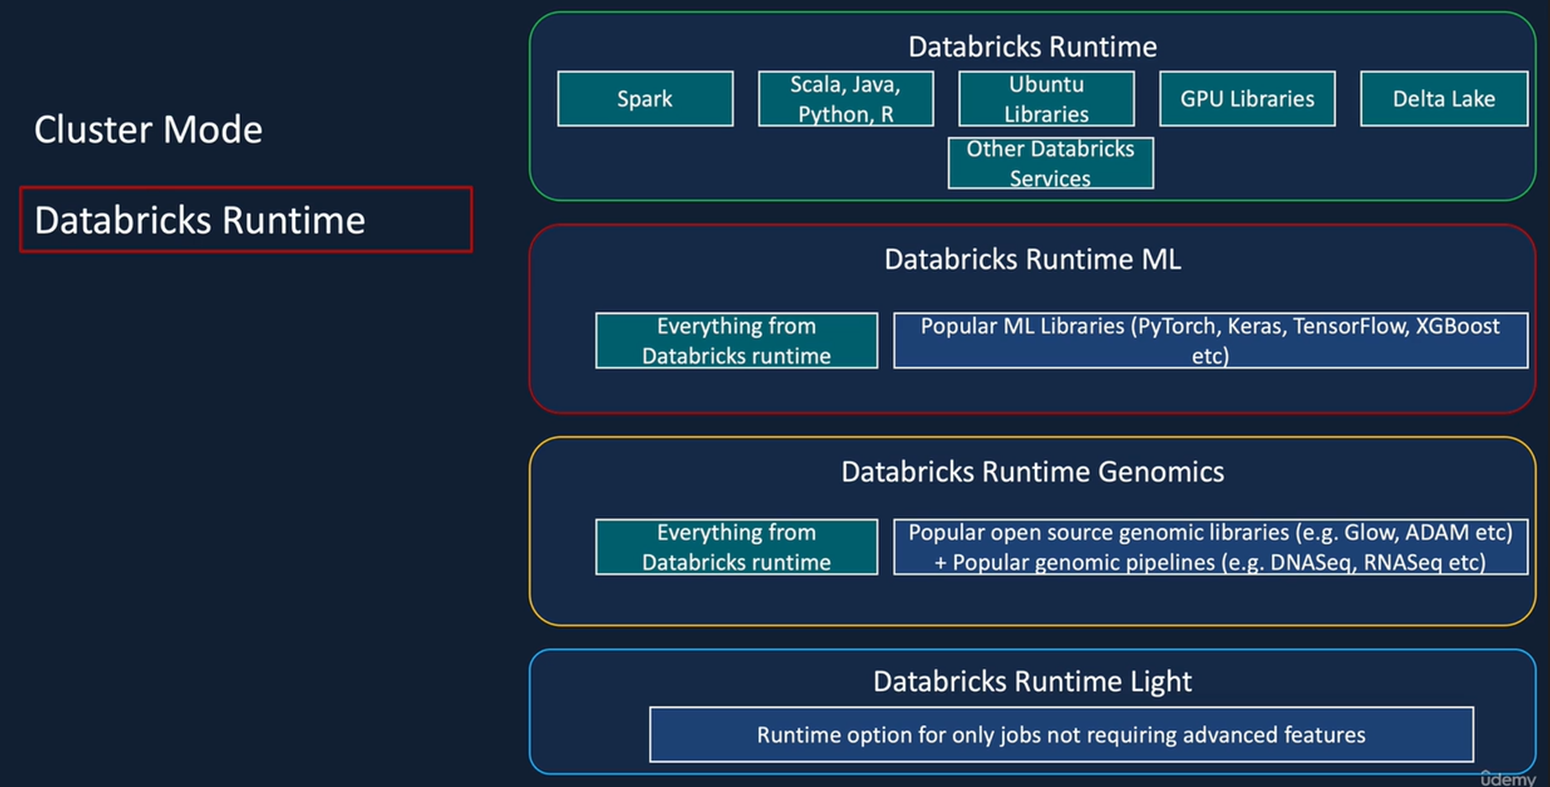 Cluster Mode
Databricks Runtime
Databricks Runtime
Spark
Scala, Java,
Python, R
Ubuntu
Libraries
GPU Libraries
Delta Lake
Other Databricks
Services
Databricks Runtime ML
Everything from
Databricks runtime
Popular ML Libraries (PyTorch, Keras, TensorFlow, XGBoost
etc)
Databricks Runtime Genomics
Everything from
Databricks runtime
Popular open source genomic libraries (e.g. Glow, ADAM etc)
+ Popular genomic pipelines (e.g. DNASeq, RNASeq etc)
Databricks Runtime Light
Runtime option for only jobs not requiring advanced features
ûdemy